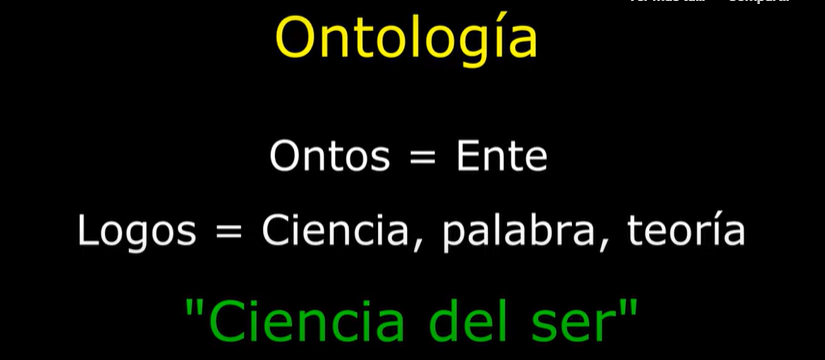 Ontología
Ontos = Ente
Logos = Ciencia, palabra, teoría
"Ciencia del ser"